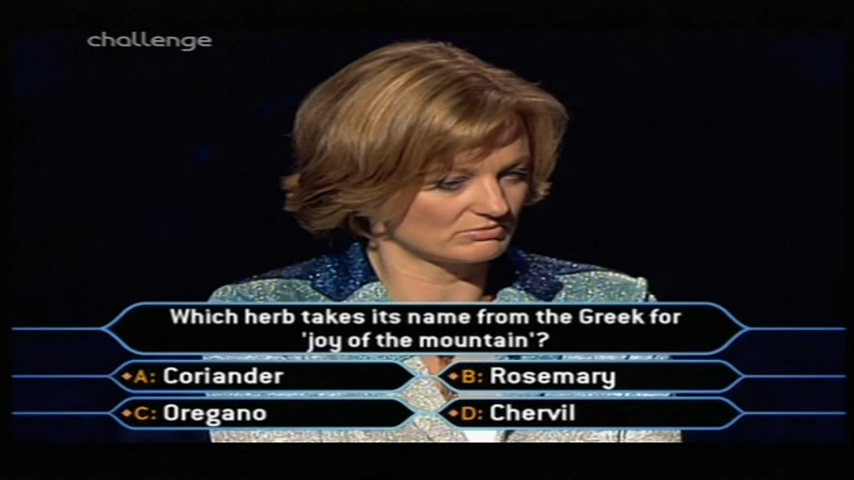 challenge
Which herb takes its name from the Greek for
'joy of the mountain'?
A: Coriander
B: Rosemary
C: Oregano
D: Chervil